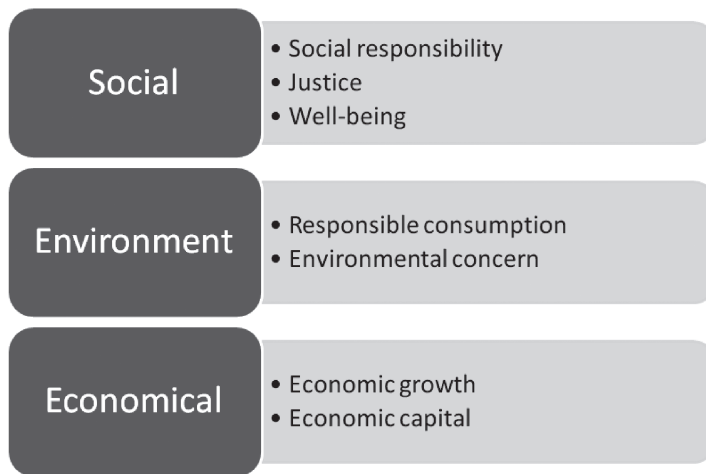 Social
• Social responsibility
• Justice
• Well-being
Environment
• Responsible consumption
• Environmental concern
Economical
• Economic growth
• Economic capital